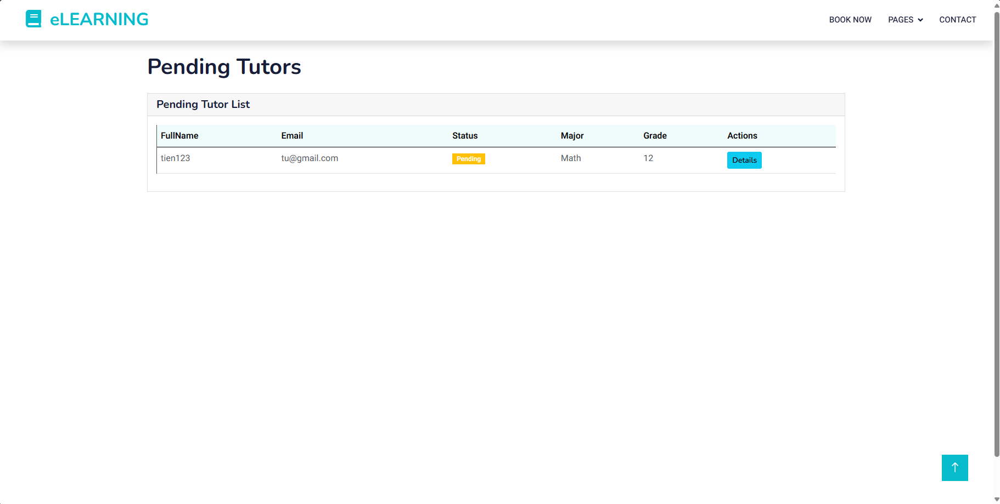 eLEARNING
BOOK NOW PAGES CONTACT
Pending Tutors
Pending Tutor List
FullName Email Status Major Grade Actions
tien123 tu@gmail.com Pending Math 12 Details